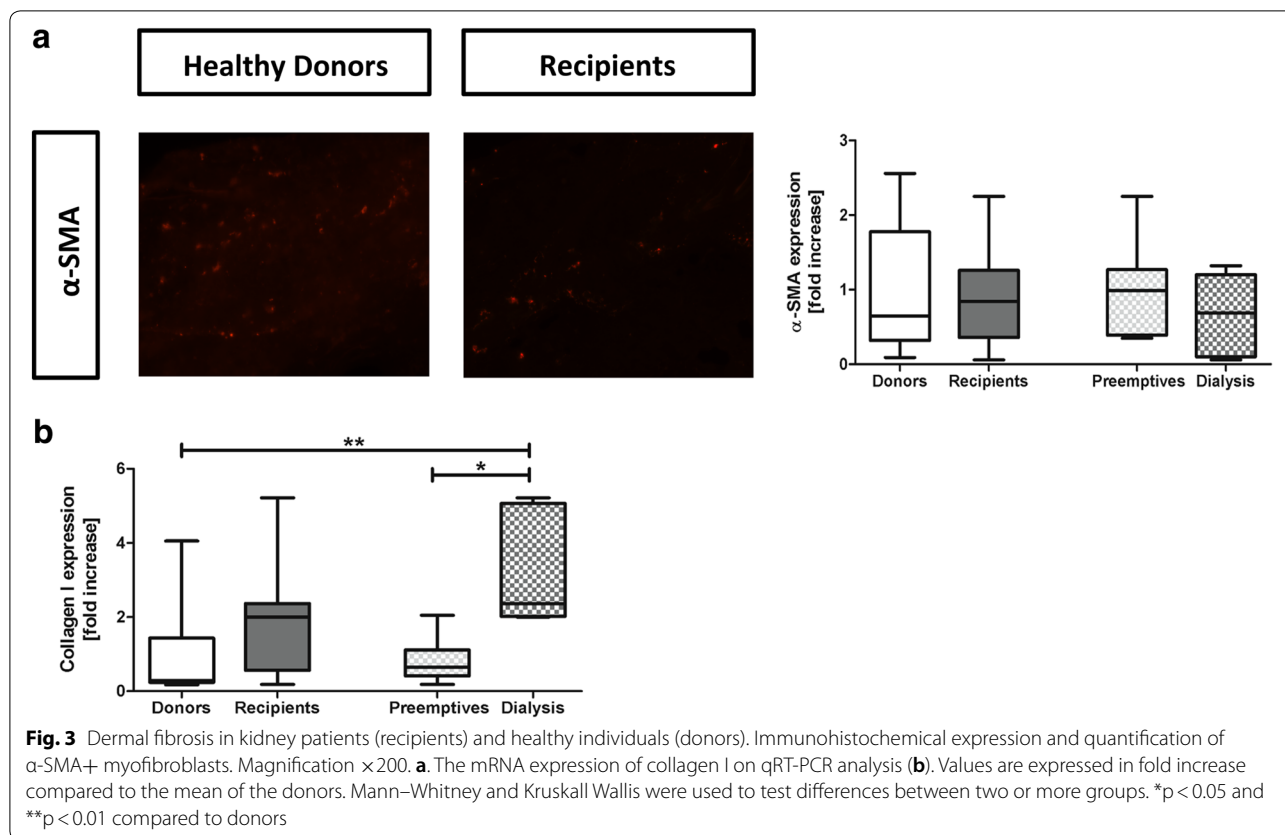 a
Healthy Donors
Recipients
α-SMA
α-SMA expression
[fold increase]
3
2
1
0
Donors Recipients Preemptives Dialysis
b
**
*
Collagen I expression
[fold increase]
6
4
2
0
Donors Recipients Preemptives Dialysis
Fig. 3 Dermal fibrosis in kidney patients (recipients) and healthy individuals (donors). Immunohistochemical expression and quantification of
α-SMA+ myofibroblasts. Magnification ×200. a. The mRNA expression of collagen I on qRT-PCR analysis (b). Values are expressed in fold increase
compared to the mean of the donors. Mann–Whitney and Kruskall Wallis were used to test differences between two or more groups. *p < 0.05 and
**p < 0.01 compared to donors